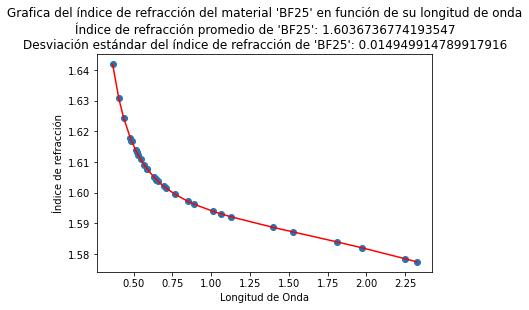 Grafica del índice de refracción del material 'BF25' en función de su longitud de onda
Índice de refracción promedio de 'BF25': 1.6036736774193547
Desviación estándar del índice de refracción de 'BF25': 0.014949914789917916
1.64
1.63
1.62
1.61
1.60
1.59
1.58
Índice de refracción
0.50 0.75 1.00 1.25 1.50 1.75 2.00 2.25
Longitud de Onda